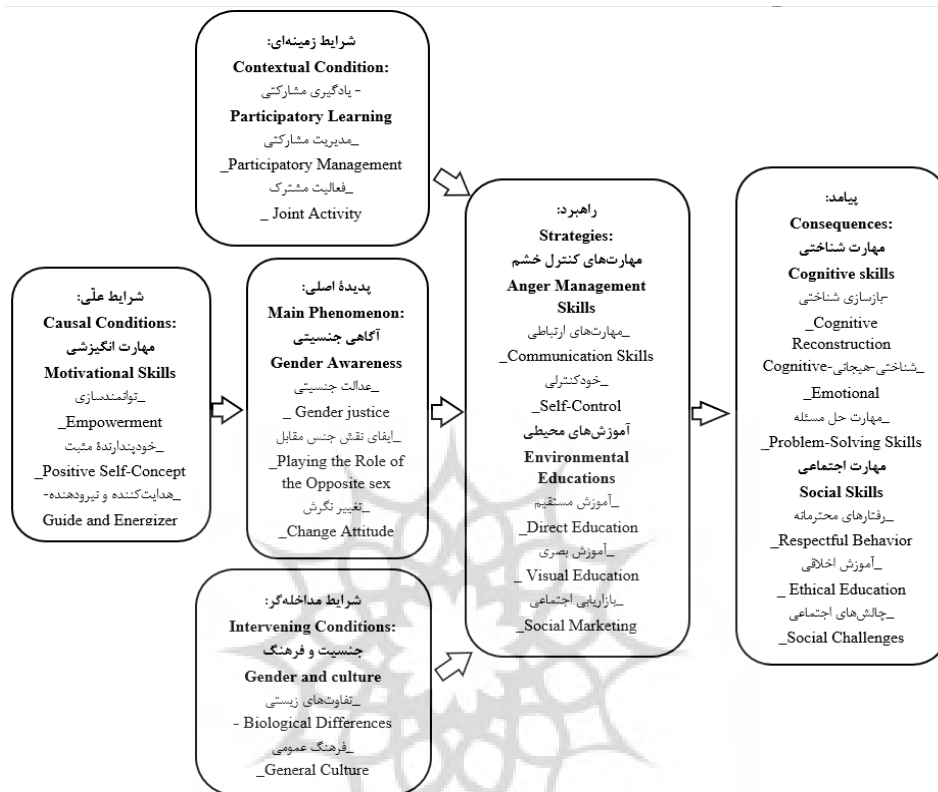 شرایط زمینه‌ای:
Contextual Condition:
- یادگیری مشارکتی
Participatory Learning
_مدیریت مشارکتی
_Participatory Management
_فعالیت مشترک
_ Joint Activity
شرایط علّی:
Causal Conditions:
مهارت انگیزشی
Motivational Skills
_توانمندسازی
_Empowerment
_خودپندارندۀ مثبت
_Positive Self-Concept
_هدایت‌کننده و نیرودهنده-
Guide and Energizer
پدیدۀ اصلی:
Main Phenomenon:
آگاهی جنسیتی
Gender Awareness
_عدالت جنسیتی
_ Gender justice
_ایفای نقش جنس مقابل
_Playing the Role of
the Opposite sex
_تغییر نگرش
_Change Attitude
شرایط مداخله‌گر:
Intervening Conditions:
جنسیت و فرهنگ
Gender and culture
_تفاوت‌های زیستی
- Biological Differences
_فرهنگ عمومی
_General Culture
راهبرد:
Strategies:
مهارت‌های کنترل خشم
Anger Management
Skills
_مهارت‌های ارتباطی
_Communication Skills
_خودکنترلی
_Self-Control
آموزش‌های محیطی
Environmental
Educations
_آموزش مستقیم
_Direct Education
_آموزش بصری
_ Visual Education
_بازاریابی اجتماعی
_Social Marketing
پیامد:
Consequences:
مهارت شناختی
Cognitive skills
-بازسازی شناختی
_Cognitive
Reconstruction
_شناختی-هیجانی-Cognitive
_Emotional
_مهارت حل مسئله
_Problem-Solving Skills
مهارت اجتماعی
Social Skills
_رفتارهای محترمانه
_Respectful Behavior
_آموزش اخلاقی
_ Ethical Education
_چالش‌های اجتماعی
_Social Challenges